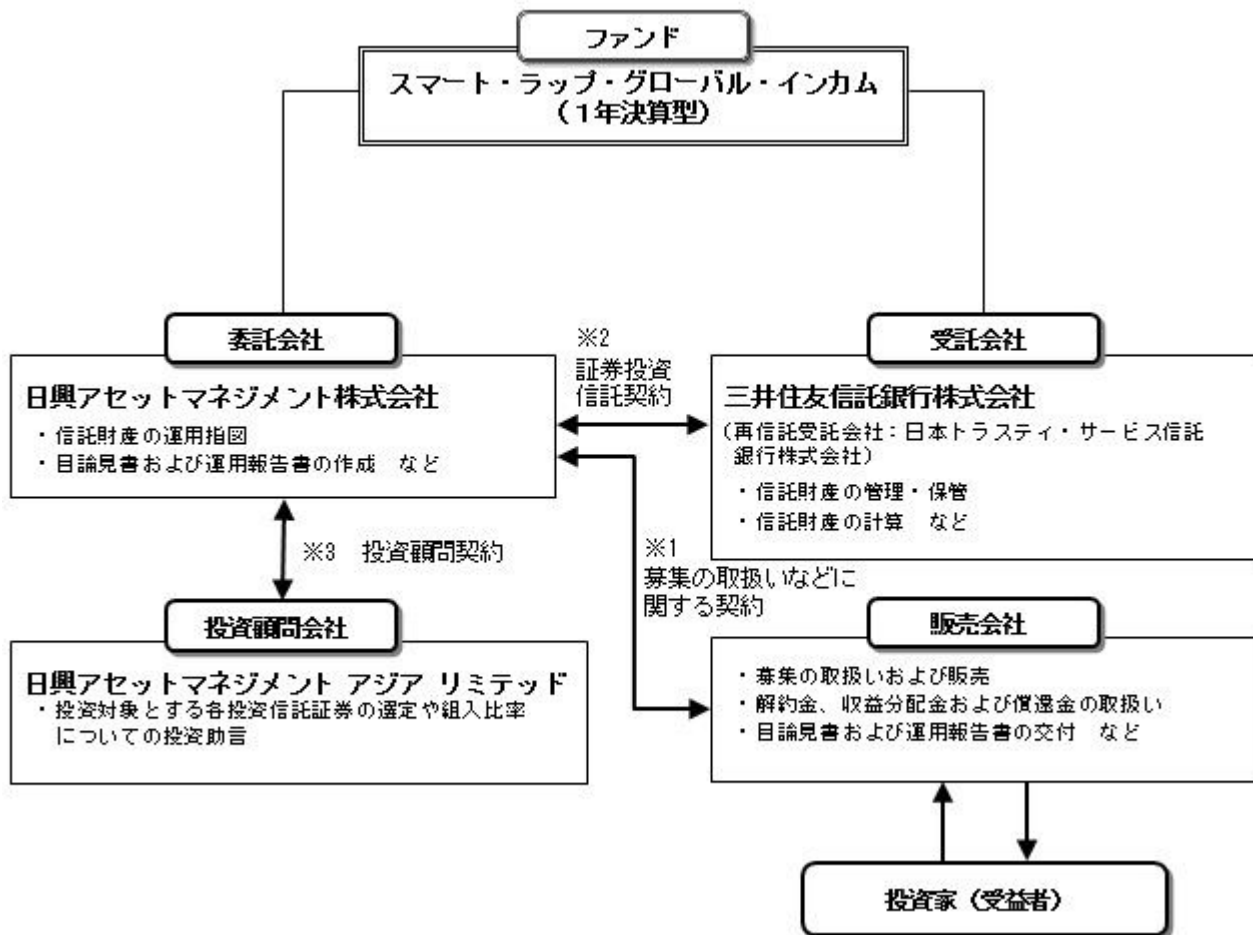 ファンド
スマート・ラップ・グローバル・インカム
（１年決算型）
委託会社
日興アセットマネジメント株式会社
・信託財産の運用指図
・目論見書および運用報告書の作成　など
※2
証券投資
信託契約
受託会社
三井住友信託銀行株式会社
（再信託受託会社：日本トラスティ・サービス信託
銀行株式会社）
・信託財産の管理・保管
・信託財産の計算　など
※3　投資顧問契約
※1
募集の取扱いなどに
関する契約
投資顧問会社
日興アセットマネジメント アジア リミテッド
・投資対象とする各投資信託証券の選定や組入比率
についての投資助言
販売会社
・募集の取扱いおよび販売
・解約金、収益分配金および償還金の取扱い
・目論見書および運用報告書の交付　など
投資家（受益者）